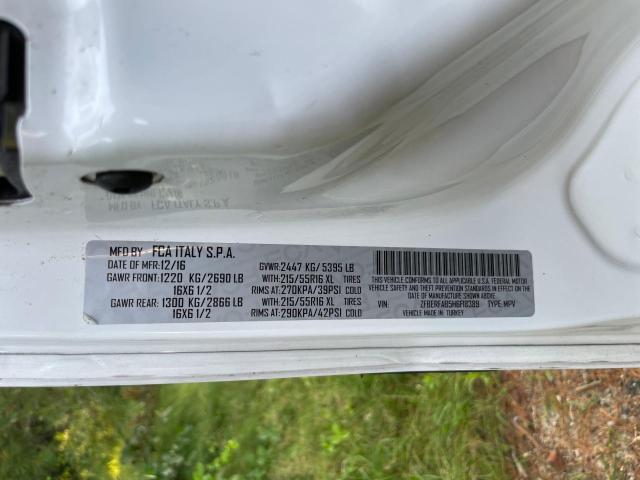 MFD BY FCA ITALY S.P.A.
DATE OF MFD:12/16 GVWR:2447 KG/ 5395 LB
GAWR FRONT:1220 KG/2690 LB WITH:215/55R16 XL TIRES
16X6 1/2 RIMS AT:270KPA/39PSI COLD
GAWR REAR: 1300 KG/2866 LB WITH:215/55R16 XL TIRES
16X6 1/2 RIMS AT:290KPA/42PSI COLD
THIS VEHICLE CONFORMS TO ALL APPLICABLE U.S.A. FEDERAL MOTOR
VEHICLE SAFETY AND THEFT PREVENTION STANDARDS IN EFFECT ON THE
DATE OF MANUFACTURE SHOWN ABOVE.
VIN: TYPE: MPV
VEHICLE MADE IN: TURKEY